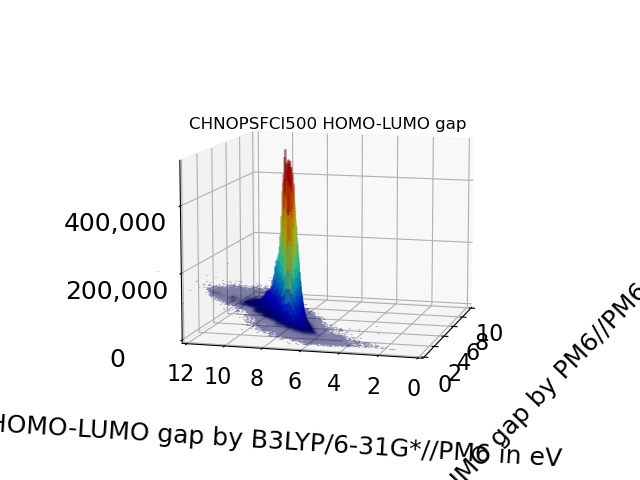 CHNOPSFCl500 HOMO-LUMO gap
400,000
200,000
0
12 10 8 6 4 2 0
0 2 4 6 8 10
HOMO-LUMO gap by B3LYP/6-31G*//PM6 in eV
gap by PM6//PM6